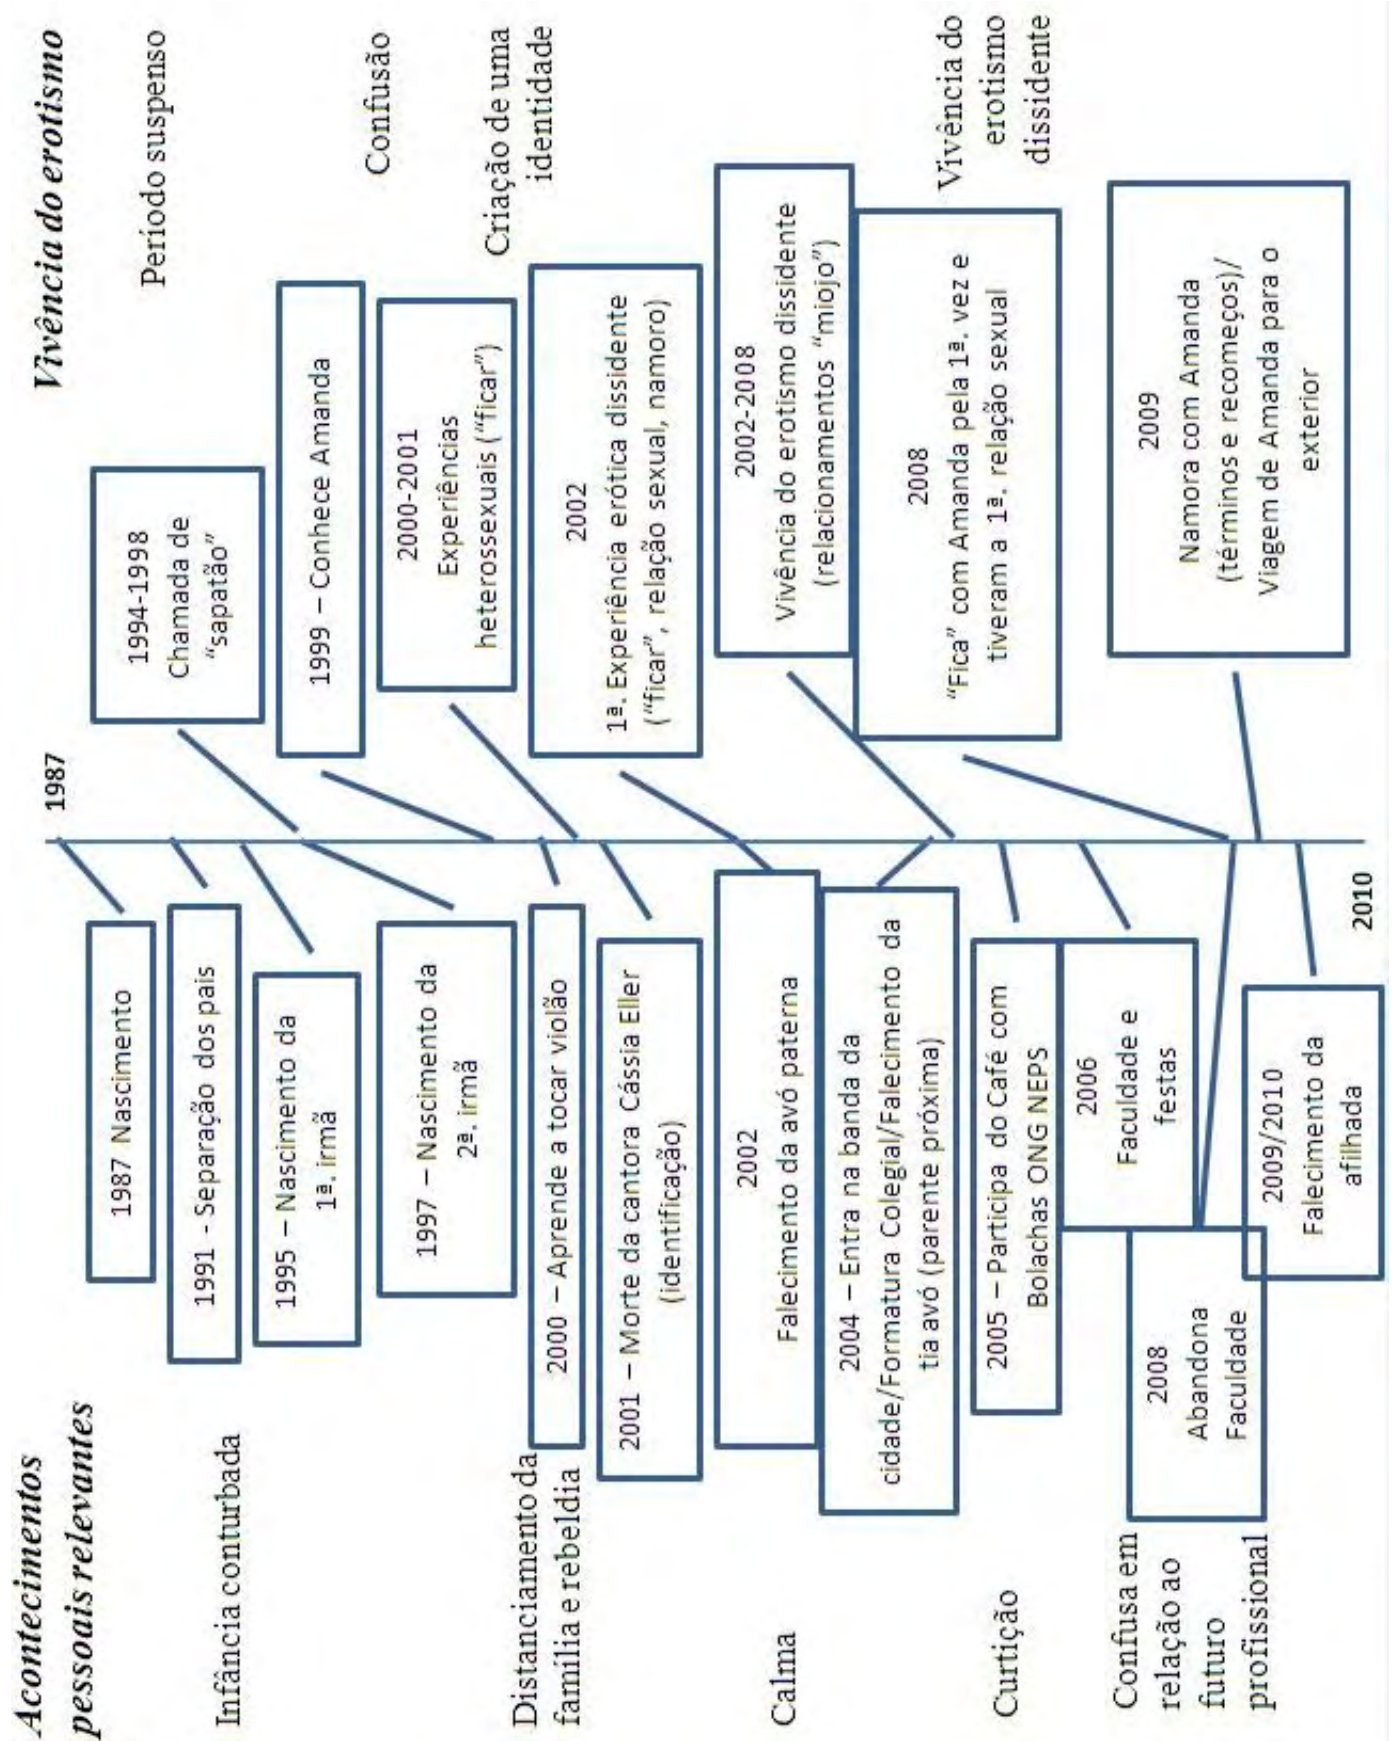 Acontecimentos
pessoais relevantes
Vivência do erotismo
Infância conturbada
1987 Nascimento
1991 - Separação dos pais
1995 – Nascimento da
1ª. irmã
1997 – Nascimento da
2ª. irmã
Distanciamento da
família e rebeldia
2000 – Aprende a tocar violão
2001 – Morte da cantora Cássia Eller
(identificação)
Calma
2002
Falecimento da avó paterna
2004 – Entra na banda da
cidade/Formatura Colegial/Falecimento da
tia avó (parente próxima)
Curtição
2005 – Participa do Café com
Bolachas ONG NEPS
2006
Faculdade e
festas
Confusa em
relação ao
futuro
profissional
2008
Abandona
Faculdade
2009/2010
Falecimento da
afilhada
1987
2010
1994-1998
Chamada de
“sapatão”
Período suspenso
1999 – Conhece Amanda
2000-2001
Experiências
heterossexuais (“ficar”)
Confusão
2002
1ª. Experiência erótica dissidente
(“ficar”, relação sexual, namoro)
Criação de uma
identidade
2002-2008
Vivência do erotismo dissidente
(relacionamentos “miojo”)
2008
“Fica” com Amanda pela 1ª. vez e
tiveram a 1ª. relação sexual
Vivência do
erotismo
dissidente
2009
Namora com Amanda
(términos e recomeços)/
Viagem de Amanda para o
exterior